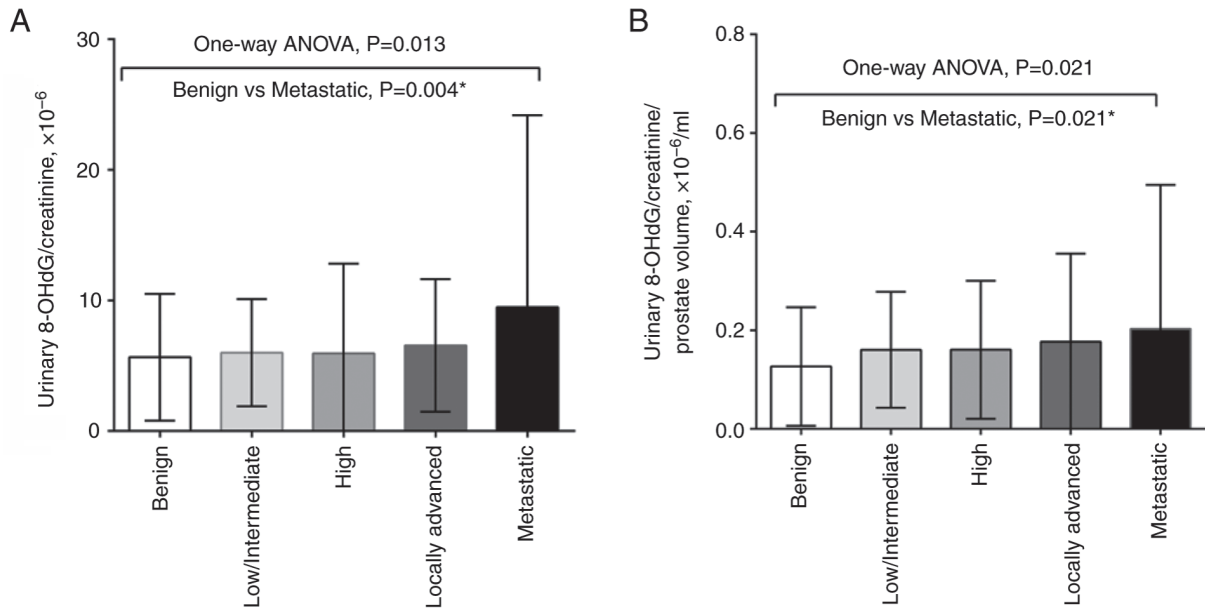 A
Urinary 8-OHdG/creatinine, ×10⁻⁶
30
20
10
0
One-way ANOVA, P=0.013
Benign vs Metastatic, P=0.004*
Benign
Low/Intermediate
High
Locally advanced
Metastatic
B
Urinary 8-OHdG/creatinine/
prostate volume, ×10⁻⁶/ml
0.8
0.6
0.4
0.2
0.0
One-way ANOVA, P=0.021
Benign vs Metastatic, P=0.021*
Benign
Low/Intermediate
High
Locally advanced
Metastatic